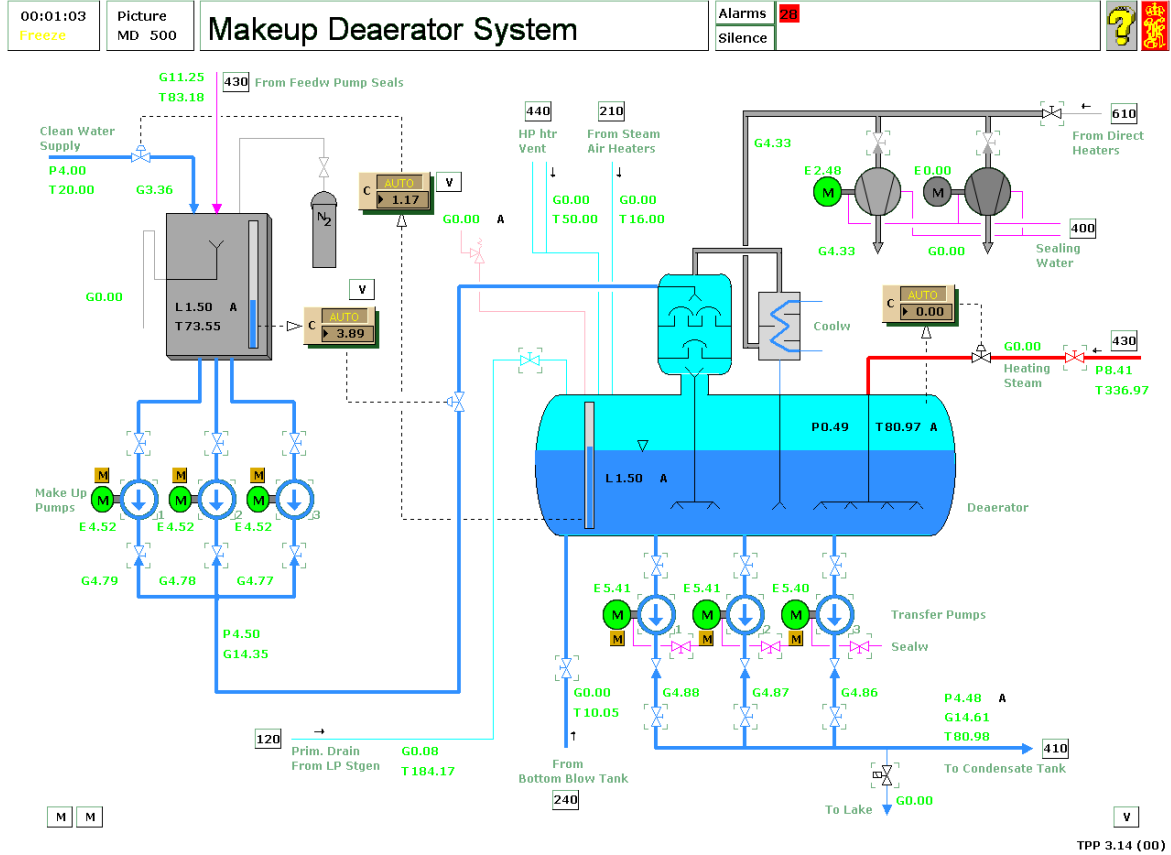 00:01:03
Freeze
Picture
MD 500
Makeup Deaerator System
Alarms 28
Silence
?
G11.25
T83.18
430 From Feedw Pump Seals
Clean Water
Supply
P4.00
T20.00
G3.36
N2
C AUTO
1.17
V
G0.00 A
440
HP htr
Vent
210
From Steam
Air Heaters
G0.00
T50.00
G0.00
T16.00
G4.33
610
From Direct
Heaters
E2.48
M
E0.00
M
G4.33
G0.00
400
Sealing
Water
G0.00
L1.50 A
T73.55
V
C AUTO
3.89
Coolw
C AUTO
0.00
G0.00
Heating
Steam
430
P8.41
T336.97
P0.49
T80.97 A
L1.50 A
Deaerator
Make Up
Pumps
M
M
M
M
M
M
1
2
3
E4.52
E4.52
E4.52
G4.79
G4.78
G4.77
P4.50
G14.35
E5.41
E5.41
E5.40
M
M
M
M
M
M
1
2
3
Transfer Pumps
Sealw
G4.88
G4.87
G4.86
G0.00
T10.05
From
Bottom Blow Tank
240
120
Prim. Drain
From LP Stgen
G0.08
T184.17
P4.48 A
G14.61
T80.98
410
To Condensate Tank
To Lake
G0.00
M
M
V
TPP 3.14 (00)